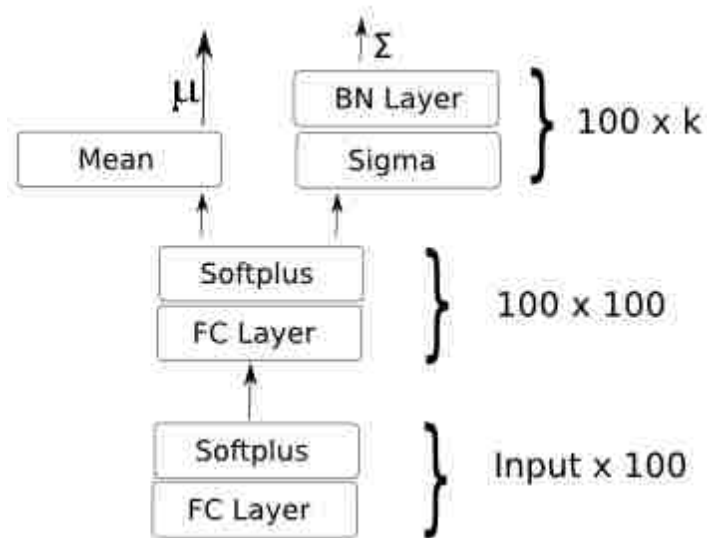 μ
Σ
BN Layer
Mean
Sigma
100 x k
Softplus
FC Layer
100 x 100
Softplus
FC Layer
Input x 100